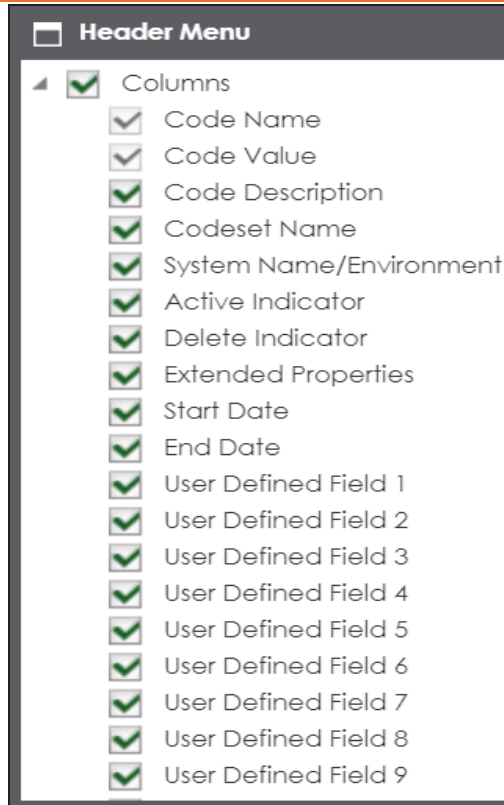 Header Menu
Columns
Code Name
Code Value
Code Description
Codeset Name
System Name/Environment
Active Indicator
Delete Indicator
Extended Properties
Start Date
End Date
User Defined Field 1
User Defined Field 2
User Defined Field 3
User Defined Field 4
User Defined Field 5
User Defined Field 6
User Defined Field 7
User Defined Field 8
User Defined Field 9